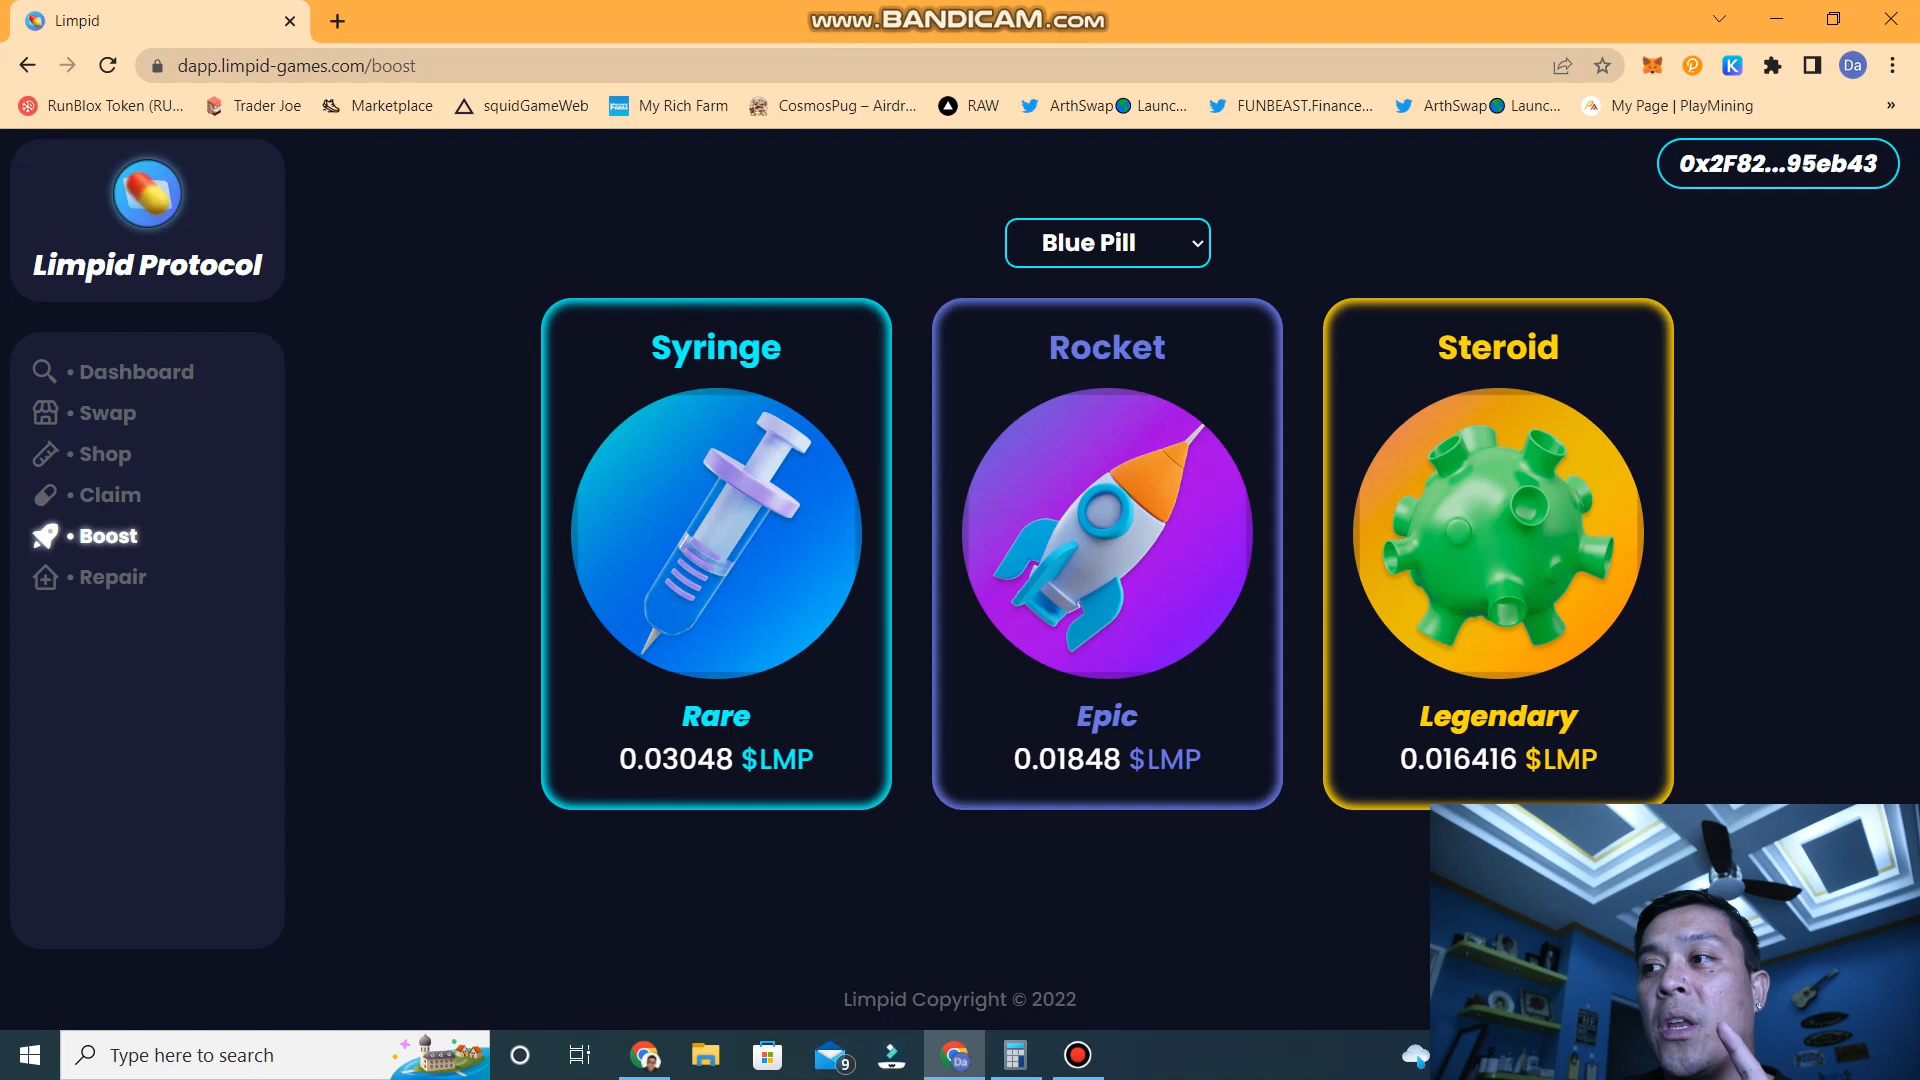 Limpid
www.BANDICAM.com
dapp.limpid-games.com/boost
Da
RunBlox Token (RU...
Trader Joe
Marketplace
squidGameWeb
My Rich Farm
CosmosPug – Airdr...
RAW
ArthSwap Launc...
FUNBEAST.Finance...
ArthSwap Launc...
My Page | PlayMining
»
0x2F82...95eb43
Limpid Protocol
Blue Pill
• Dashboard
• Swap
• Shop
• Claim
• Boost
• Repair
Syringe
Rare
0.03048 $LMP
Rocket
Epic
0.01848 $LMP
Steroid
Legendary
0.016416 $LMP
Limpid Copyright © 2022
Type here to search
9
Da